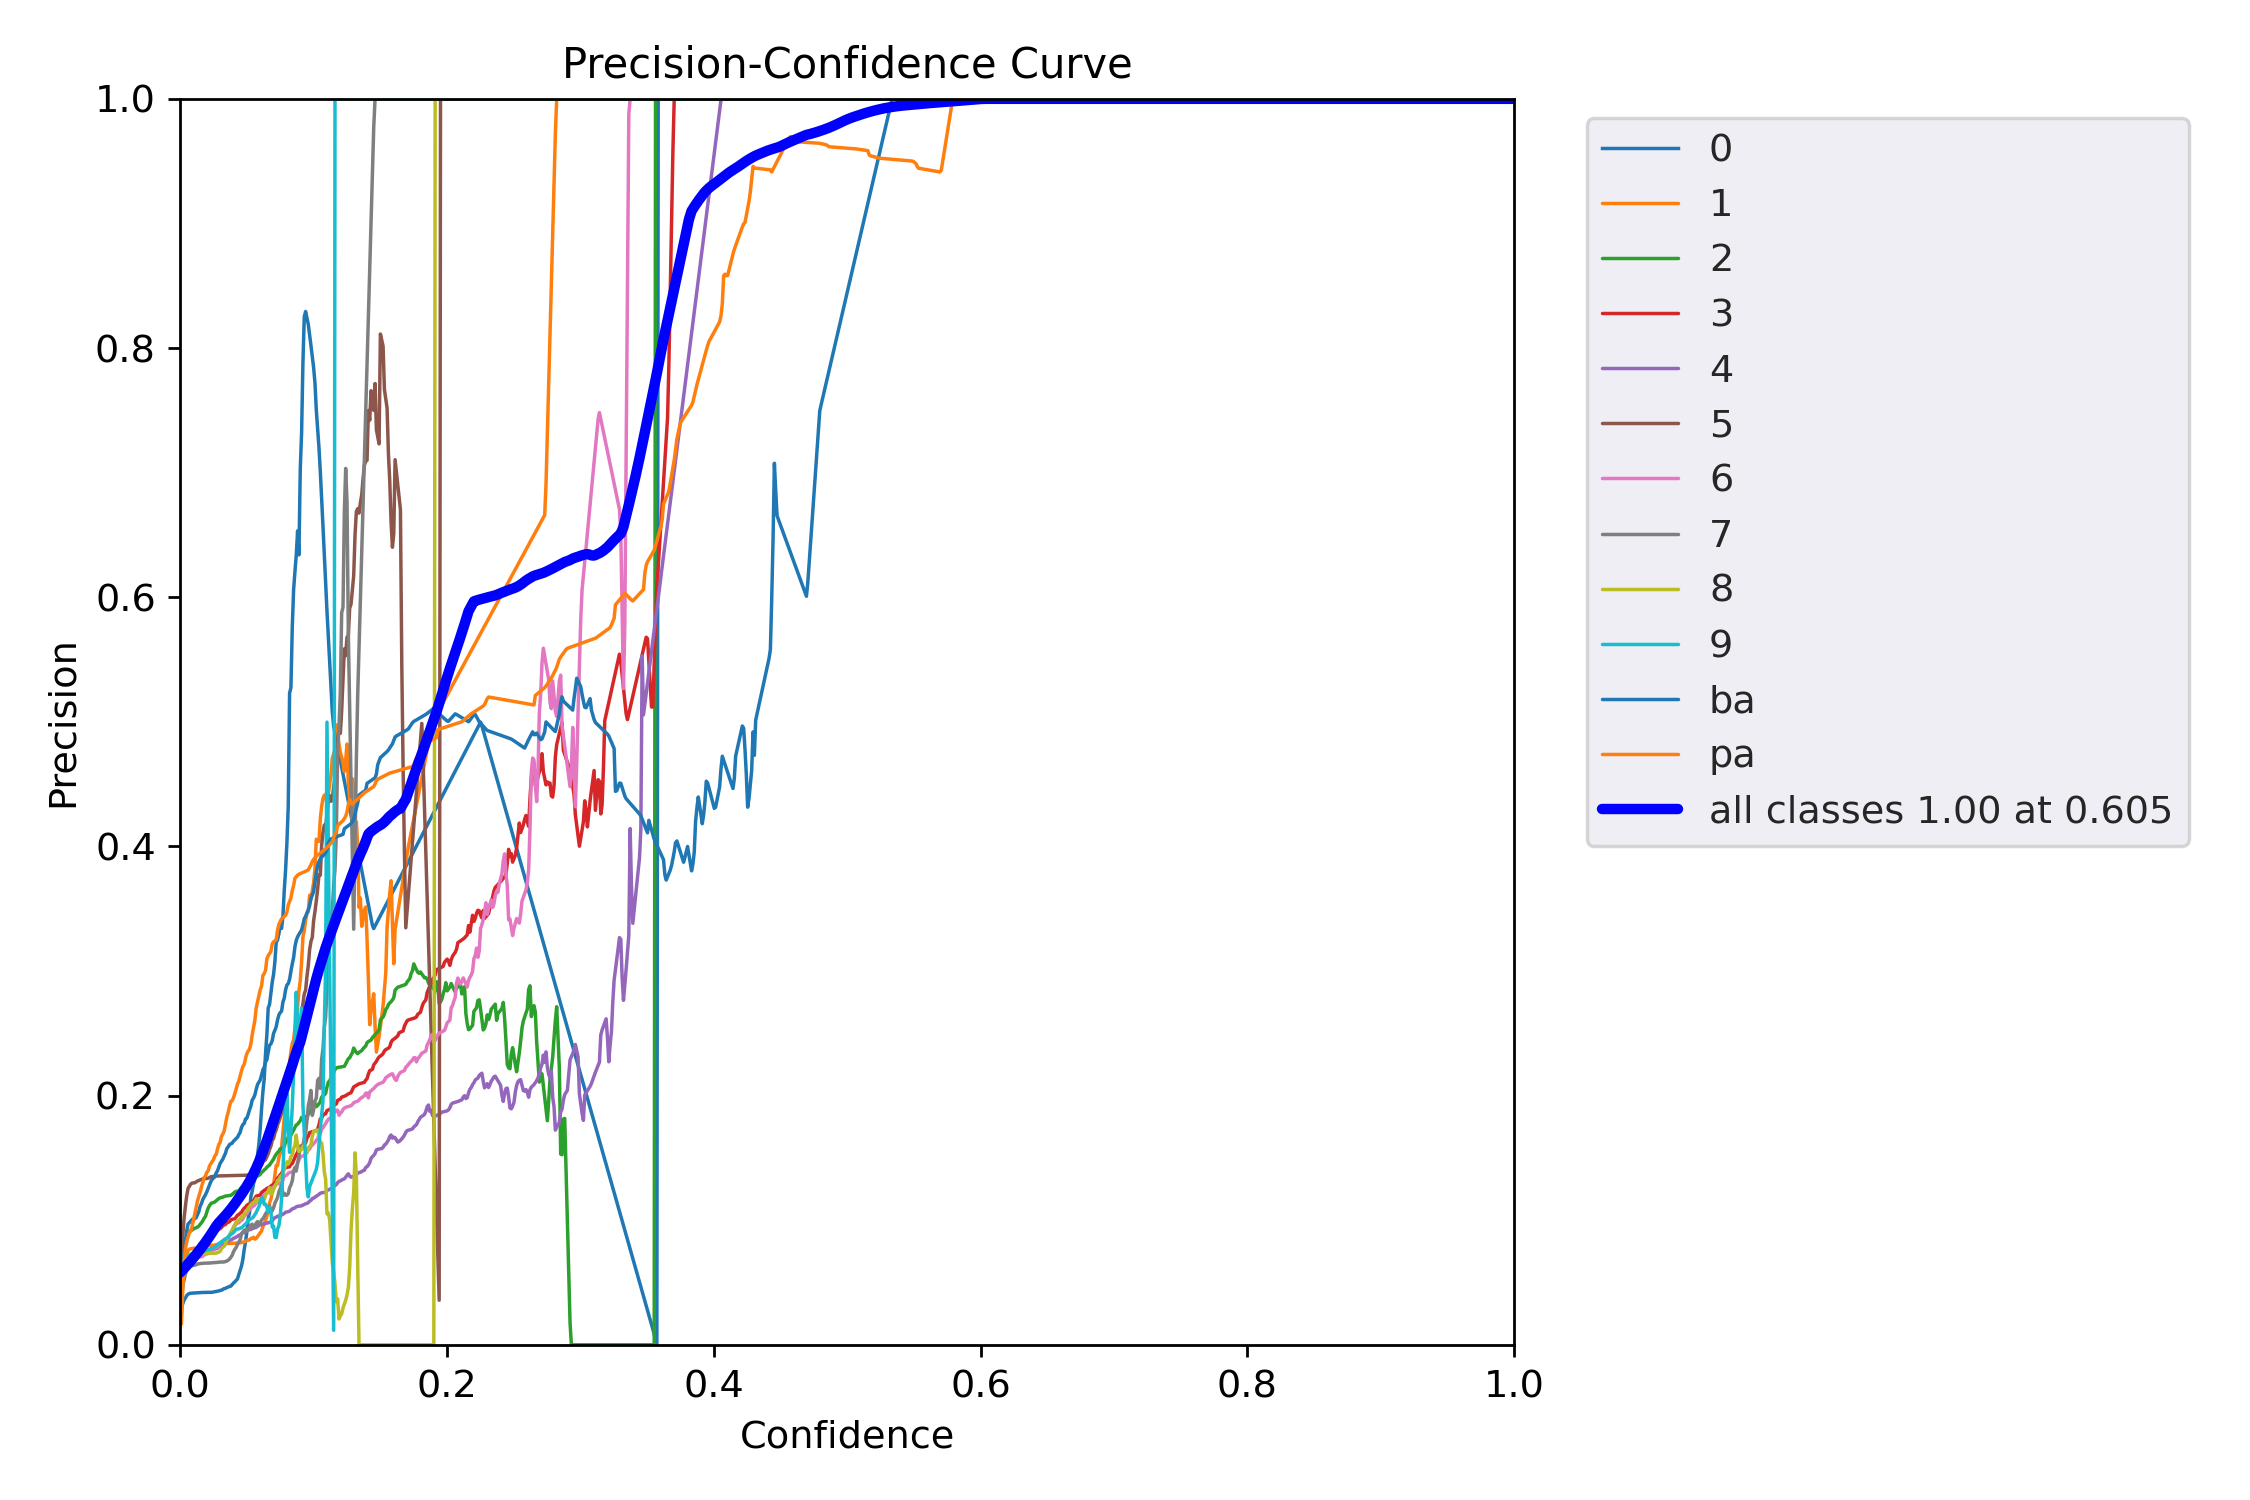 Precision-Confidence Curve
1.0
0.8
0.6
0.4
0.2
0.0
Precision
0.0 0.2 0.4 0.6 0.8 1.0
Confidence
0
1
2
3
4
5
6
7
8
9
ba
pa
all classes 1.00 at 0.605